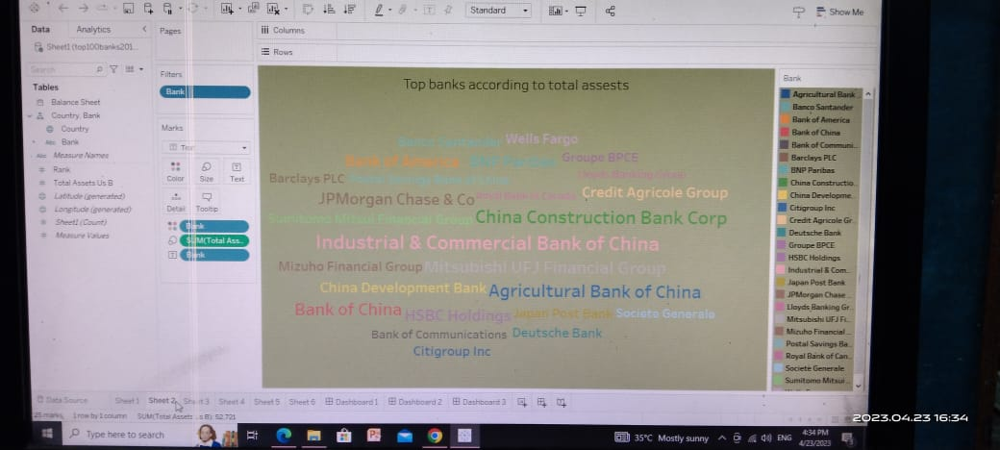 Standard
Show Me
Data
Analytics
Pages
Columns
Sheet1 (top100banks201...
Rows
Search
Filters
Bank
Tables
Balance Sheet
Country, Bank
Country
Bank
Measure Names
Rank
Total Assets Us B
Latitude (generated)
Longitude (generated)
Sheet1 (Count)
Measure Values
Marks
Text
Color
Size
Text
Detail
Tooltip
Bank
SUM(Total Ass..
Bank
Top banks according to total assests
Banco Santander Wells Fargo
Bank of America BNP Paribas Groupe BPCE
Barclays PLC Postal Savings Bank of China Lloyds Banking Group
JPMorgan Chase & Co Royal Bank of Canada Credit Agricole Group
Sumitomo Mitsui Financial Group China Construction Bank Corp
Industrial & Commercial Bank of China
Mizuho Financial Group Mitsubishi UFJ Financial Group
China Development Bank Agricultural Bank of China
Bank of China HSBC Holdings Japan Post Bank Societe Generale
Bank of Communications Deutsche Bank
Citigroup Inc
Bank
Agricultural Bank..
Banco Santander
Bank of America
Bank of China
Bank of Communi..
Barclays PLC
BNP Paribas
China Constructio..
China Developme..
Citigroup Inc
Credit Agricole Gr..
Deutsche Bank
Groupe BPCE
HSBC Holdings
Industrial & Com..
Japan Post Bank
JPMorgan Chase ..
Lloyds Banking Gr..
Mitsubishi UFJ Fi..
Mizuho Financial ..
Postal Savings Ba..
Royal Bank of Can..
Societe Generale
Sumitomo Mitsui ..
Data Source Sheet 1 Sheet 2 Sheet 3 Sheet 4 Sheet 5 Sheet 6 Dashboard 1 Dashboard 2 Dashboard 3
25 marks 1 row by 1 column SUM(Total Assets Us B): 52,721
2023.04.23 16:34
Type here to search
35°C Mostly sunny
ENG
4:34 PM
4/23/2023